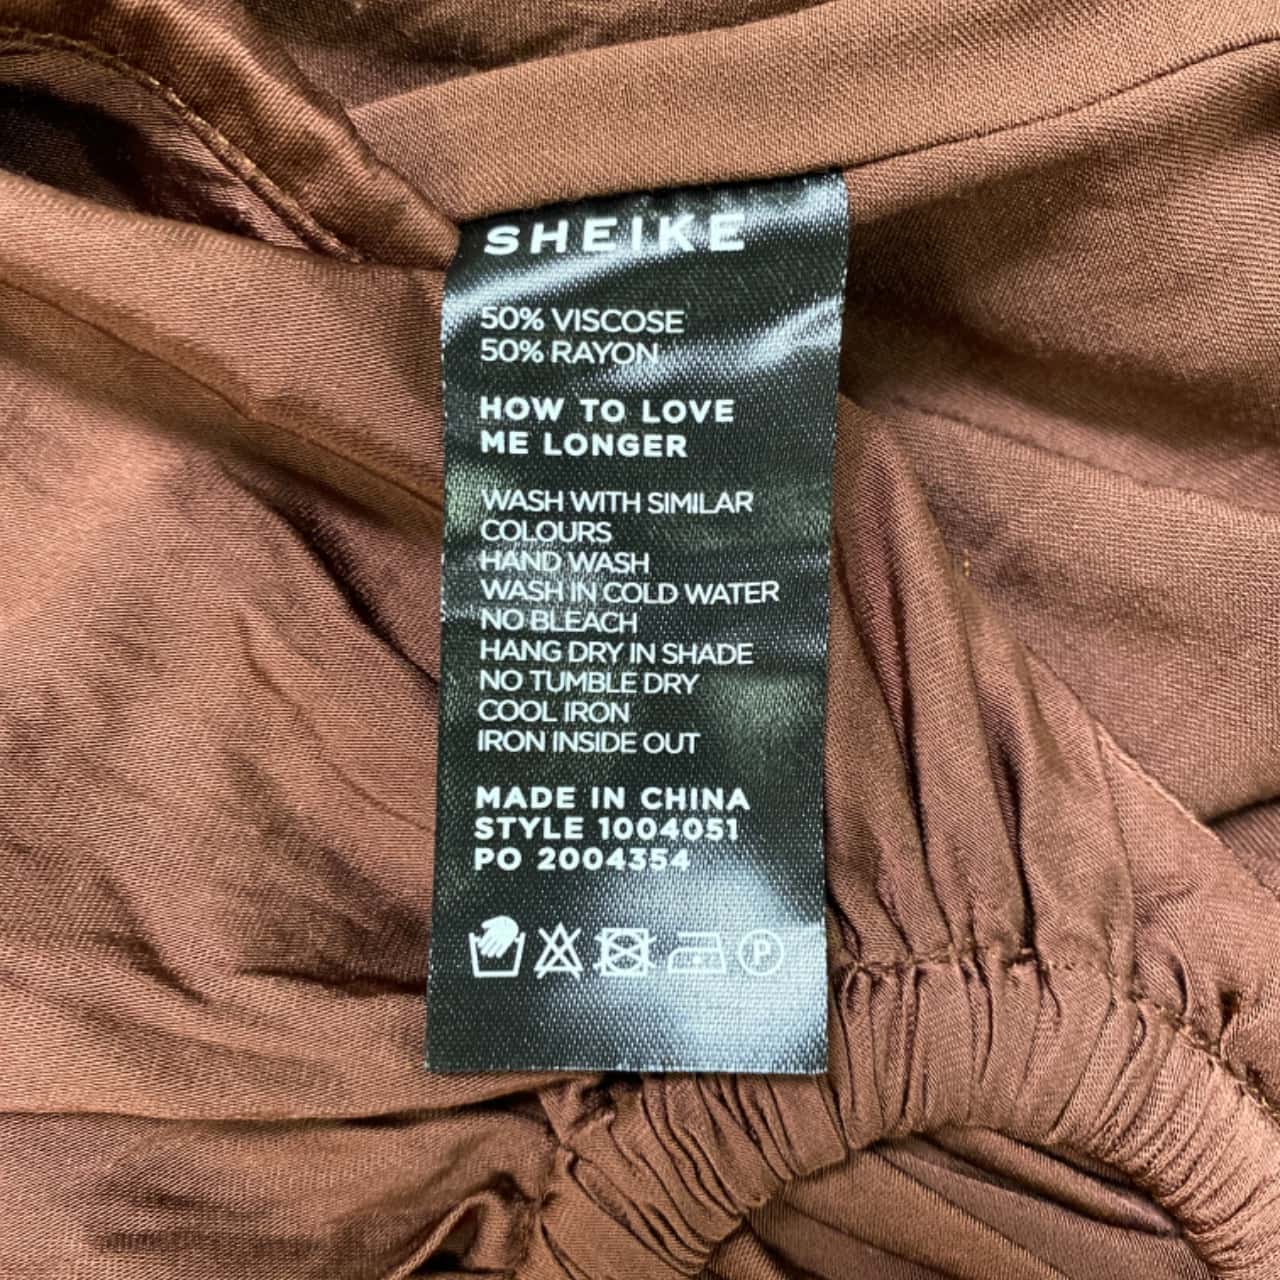 SHEIKE
50% VISCOSE
50% RAYON
HOW TO LOVE
ME LONGER
WASH WITH SIMILAR
COLOURS
HAND WASH
WASH IN COLD WATER
NO BLEACH
HANG DRY IN SHADE
NO TUMBLE DRY
COOL IRON
IRON INSIDE OUT
MADE IN CHINA
STYLE 1004051
PO 2004354
P